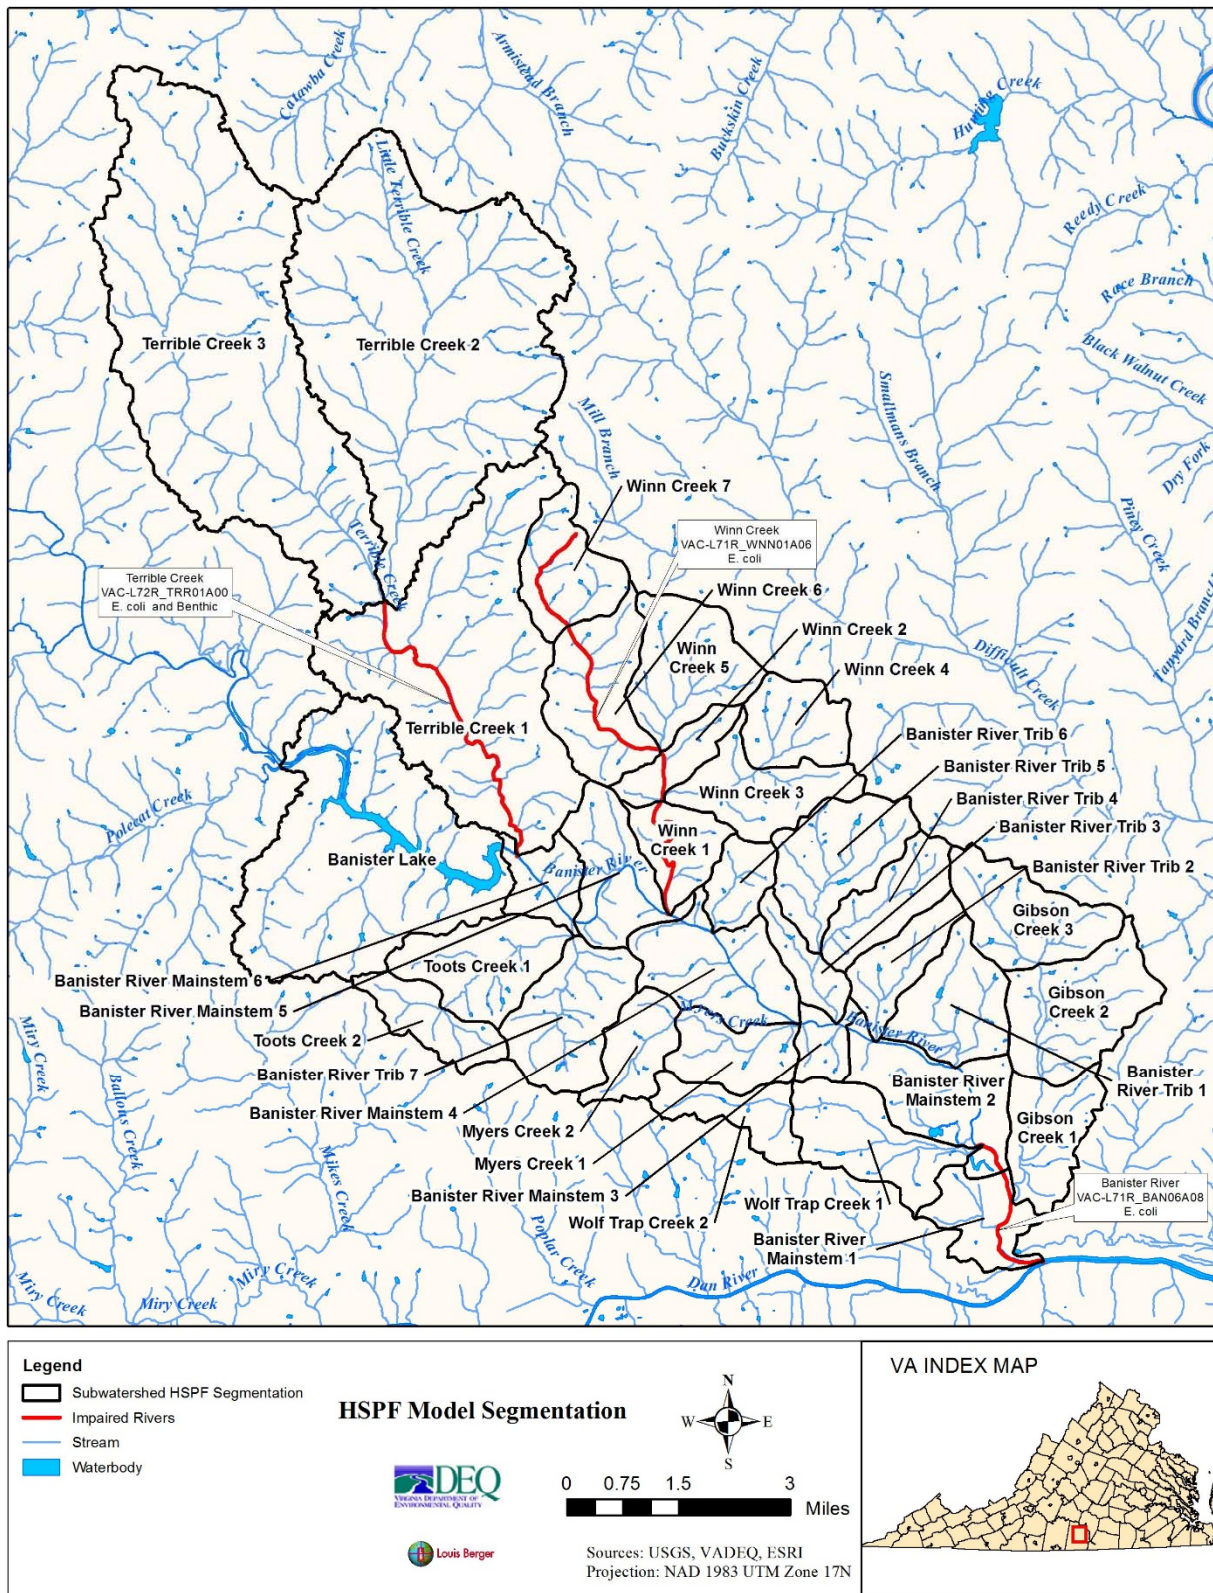 Catawba Creek
Armistead Branch
Buckskin Creek
Hunting Creek
Little Terrible Creek
Reedy Creek
Race Branch
Black Walnut Creek
Terrible Creek 3
Terrible Creek 2
Smallmans Branch
Mill Branch
Dry Fork
Piney Creek
Winn Creek 7
Winn Creek
VAC-L71R_WNN01A06
E. coli
Terrible Creek
Terrible Creek
VAC-L72R_TRR01A00
E. coli and Benthic
Winn Creek 6
Winn Creek 2
Winn
Creek 5
Winn Creek 4
Difficult Creek
Tanyard Branch
Terrible Creek 1
Banister River Trib 6
Banister River Trib 5
Winn Creek 3
Banister River Trib 4
Polecat Creek
Winn
Creek 1
Banister River Trib 3
Banister Lake
Banister River
Banister River Trib 2
Gibson
Creek 3
Toots Creek 1
Banister River Mainstem 6
Gibson
Creek 2
Banister River Mainstem 5
Myers Creek
Banister River
Toots Creek 2
Miry Creek
Ballous Creek
Banister River Trib 7
Banister
River Trib 1
Banister River
Mainstem 2
Banister River Mainstem 4
Myers Creek 2
Gibson
Creek 1
Myers Creek 1
Mikes Creek
Banister River Mainstem 3
Banister River
VAC-L71R_BAN06A08
E. coli
Wolf Trap Creek 1
Wolf Trap Creek 2
Banister River
Mainstem 1
Poplar Creek
Dan River
Miry Creek
Miry Creek
Miry Creek
Legend
Subwatershed HSPF Segmentation
Impaired Rivers
Stream
Waterbody
HSPF Model Segmentation
N
W
E
S
DEQ
VIRGINIA DEPARTMENT OF
ENVIRONMENTAL QUALITY
Louis Berger
0 0.75 1.5 3
Miles
Sources: USGS, VADEQ, ESRI
Projection: NAD 1983 UTM Zone 17N
VA INDEX MAP